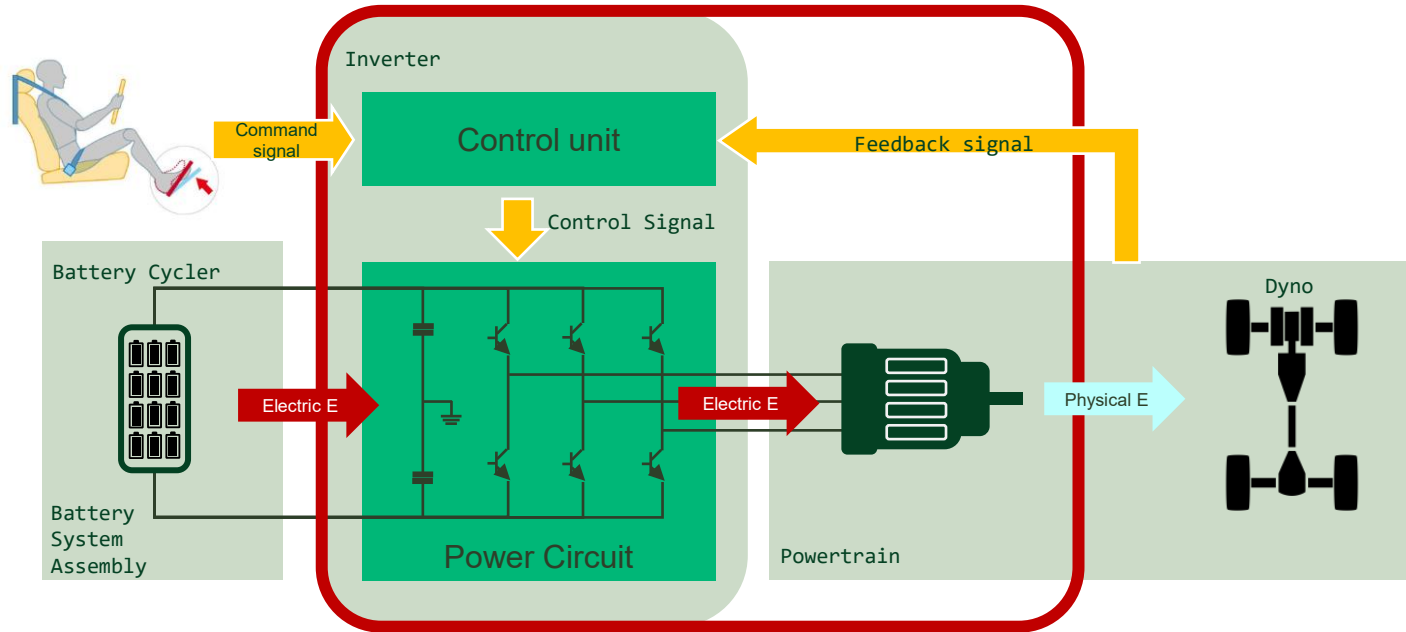 Inverter
Command
signal
Control unit
Feedback signal
Control Signal
Battery Cycler
Dyno
Electric E
Electric E
Physical E
Battery
System
Assembly
Power Circuit
Powertrain